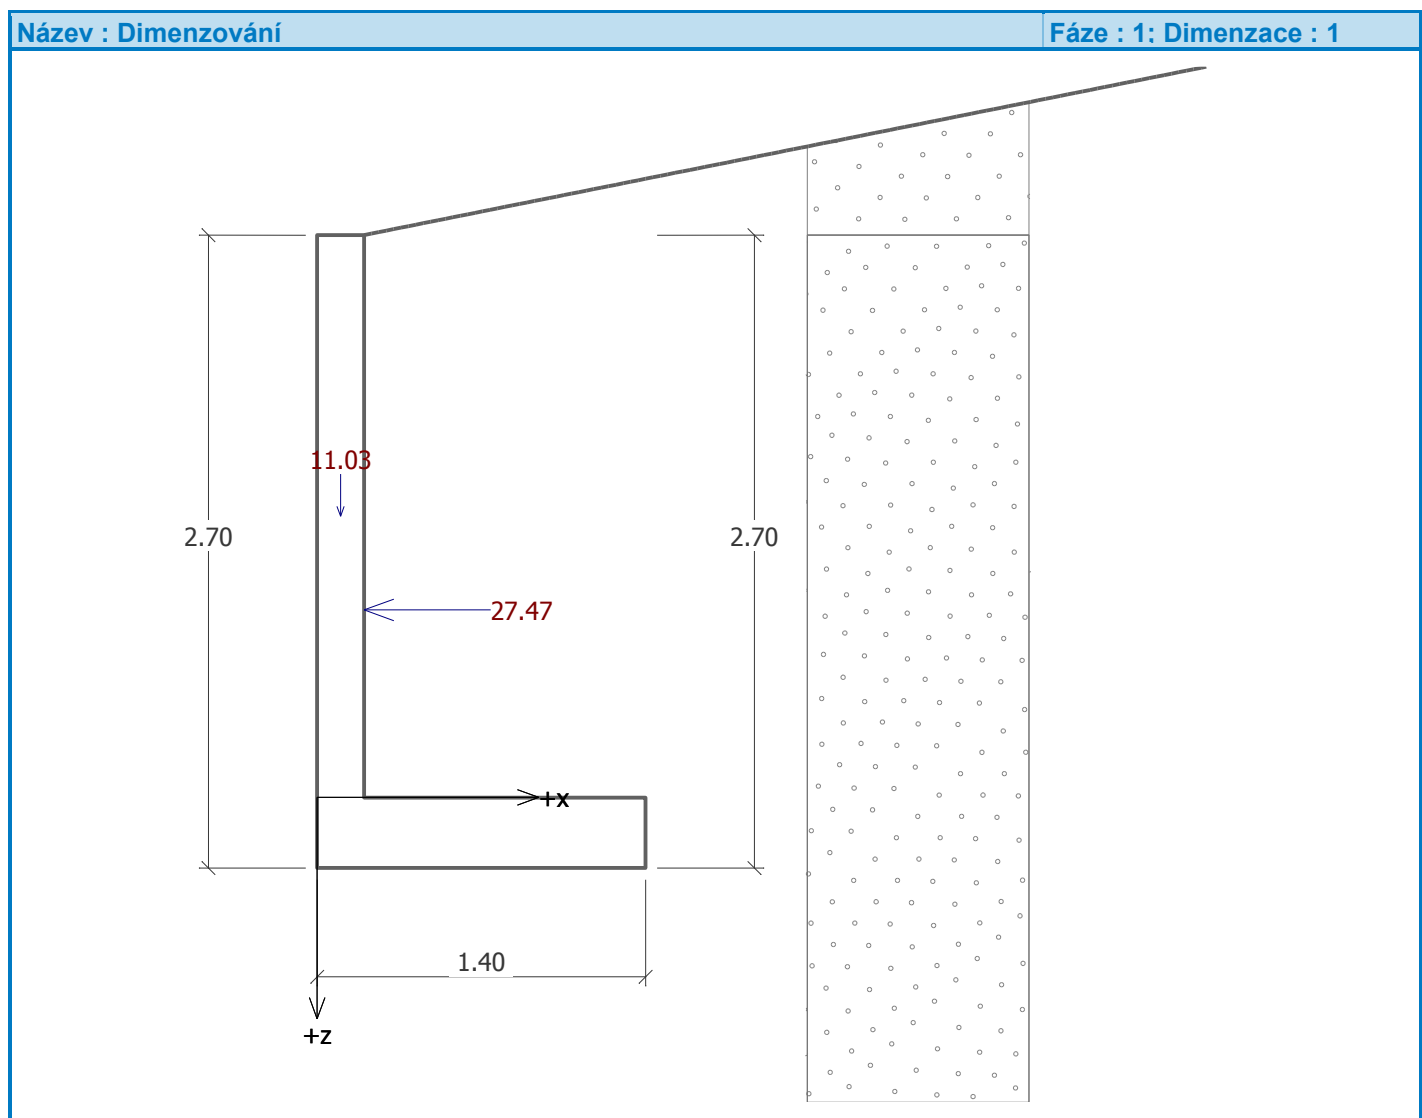 Název : Dimenzování
Fáze : 1; Dimenzace : 1
11.03
2.70
2.70
27.47
+x
1.40
+z